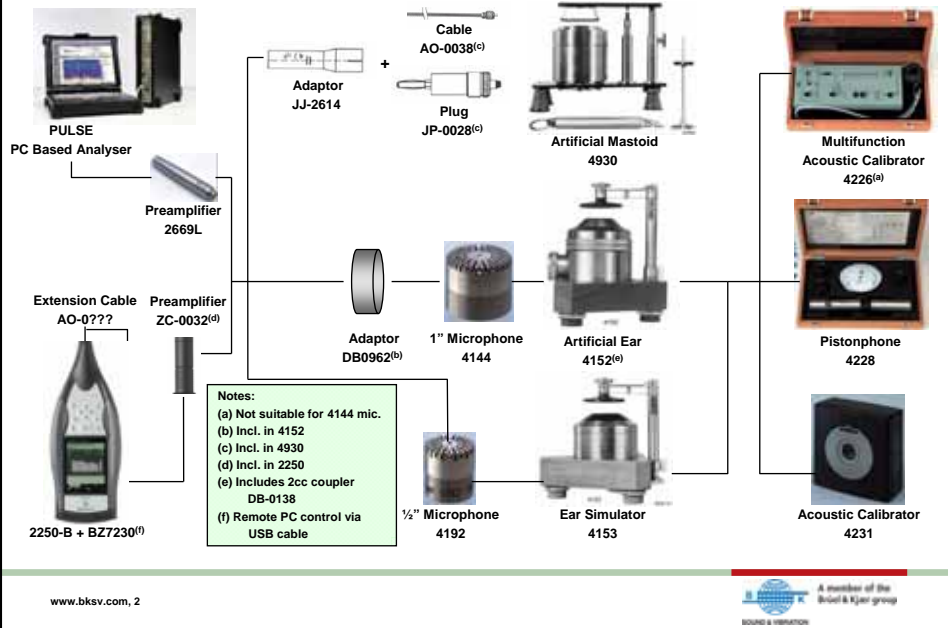 PULSE
PC Based Analyser
Preamplifier
2669L
Adaptor
JJ-2614
+
Cable
AO-0038(c)
Plug
JP-0028(c)
Artificial Mastoid
4930
Multifunction
Acoustic Calibrator
4226(a)
Extension Cable
AO-0???
Preamplifier
ZC-0032(d)
Adaptor
DB0962(b)
1” Microphone
4144
Artificial Ear
4152(e)
Pistonphone
4228
2250-B + BZ7230(f)
Notes:
(a) Not suitable for 4144 mic.
(b) Incl. in 4152
(c) Incl. in 4930
(d) Incl. in 2250
(e) Includes 2cc coupler
DB-0138
(f) Remote PC control via
USB cable
½” Microphone
4192
Ear Simulator
4153
Acoustic Calibrator
4231
www.bksv.com, 2
B K
SOUND & VIBRATION
A member of the
Brüel & Kjær group